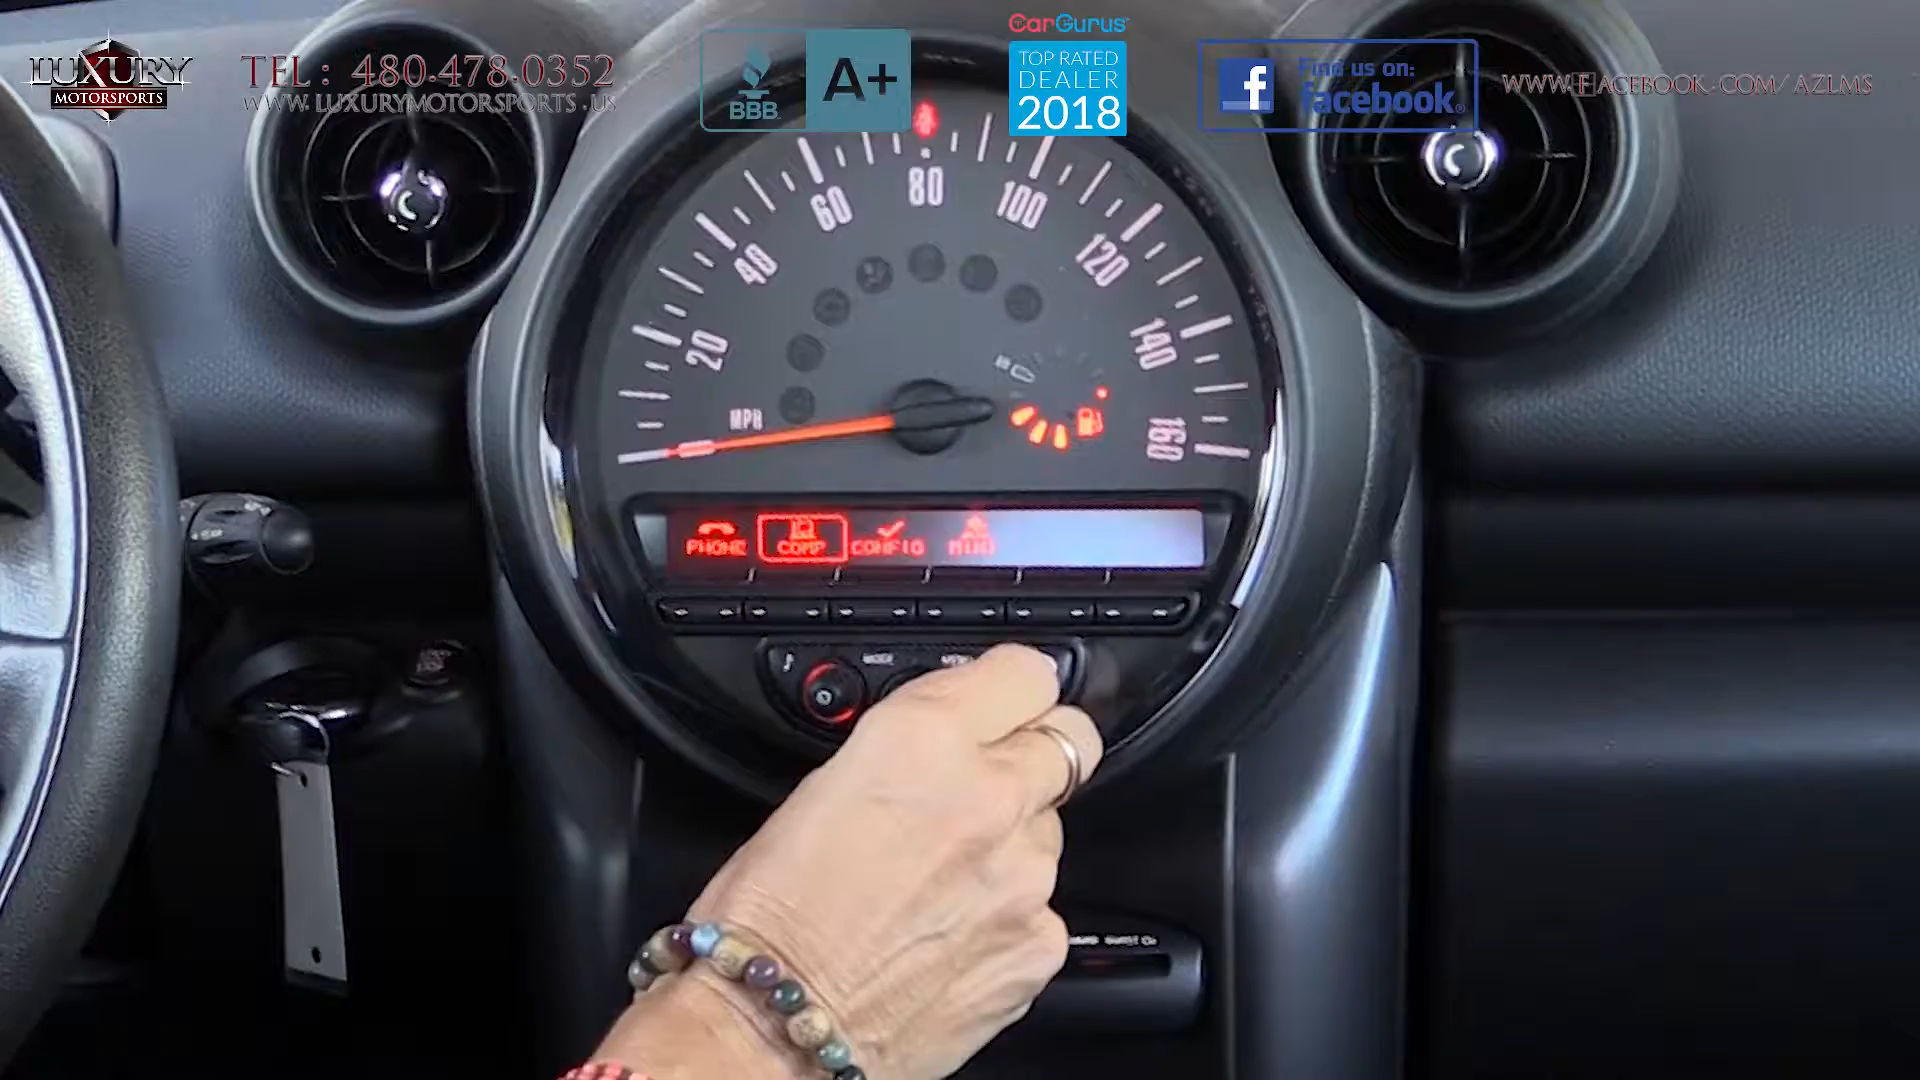 LUXURY
MOTORSPORTS
TEL: 480.478.0352
WWW.LUXURYMOTORSPORTS.US
BBB.
A+
CarGurus
TOP RATED
DEALER
2018
Find us on:
facebook®
WWW.FACEBOOK.COM/AZLMS
20
40
60
80
100
120
140
160
MPH
PHONE
COMP
CONFIG
MINI
MODE
MENU